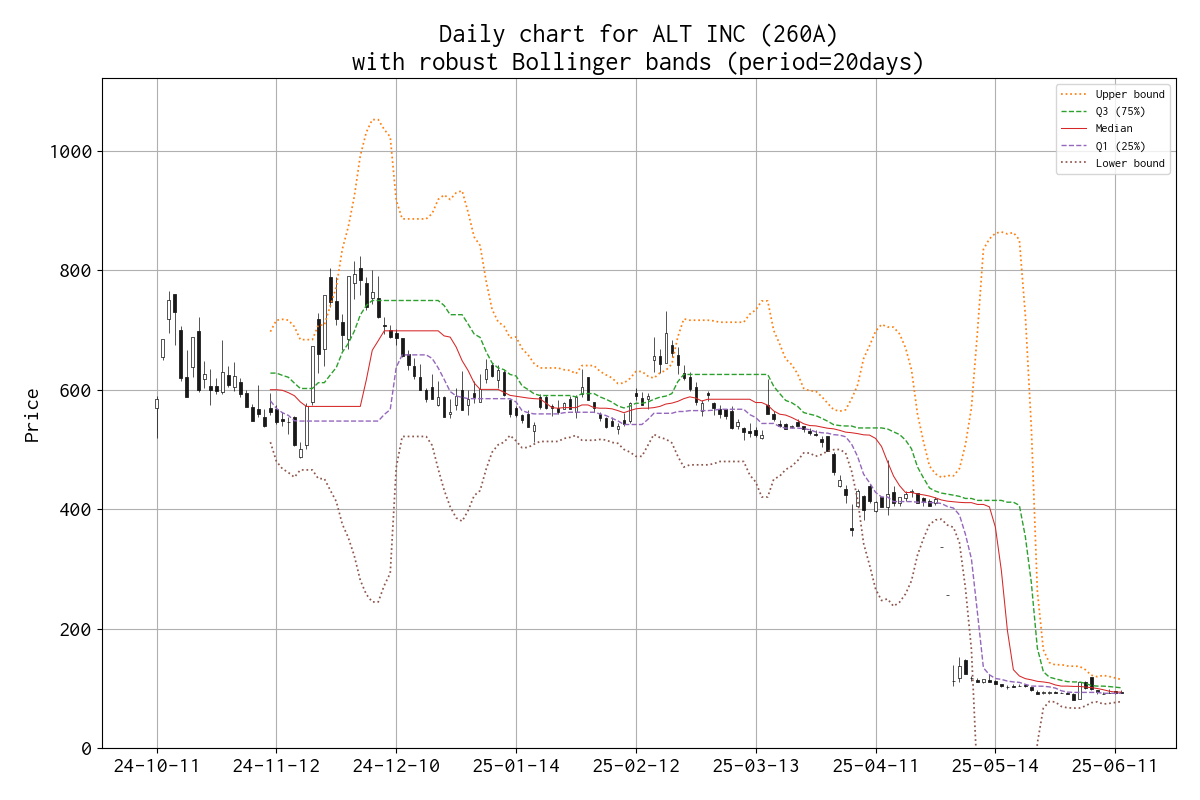 Daily chart for ALT INC (260A)
with robust Bollinger bands (period=20days)
Upper bound
Q3 (75%)
Median
Q1 (25%)
Lower bound
Price
1000
800
600
400
200
0
24-10-11
24-11-12
24-12-10
25-01-14
25-02-12
25-03-13
25-04-11
25-05-14
25-06-11